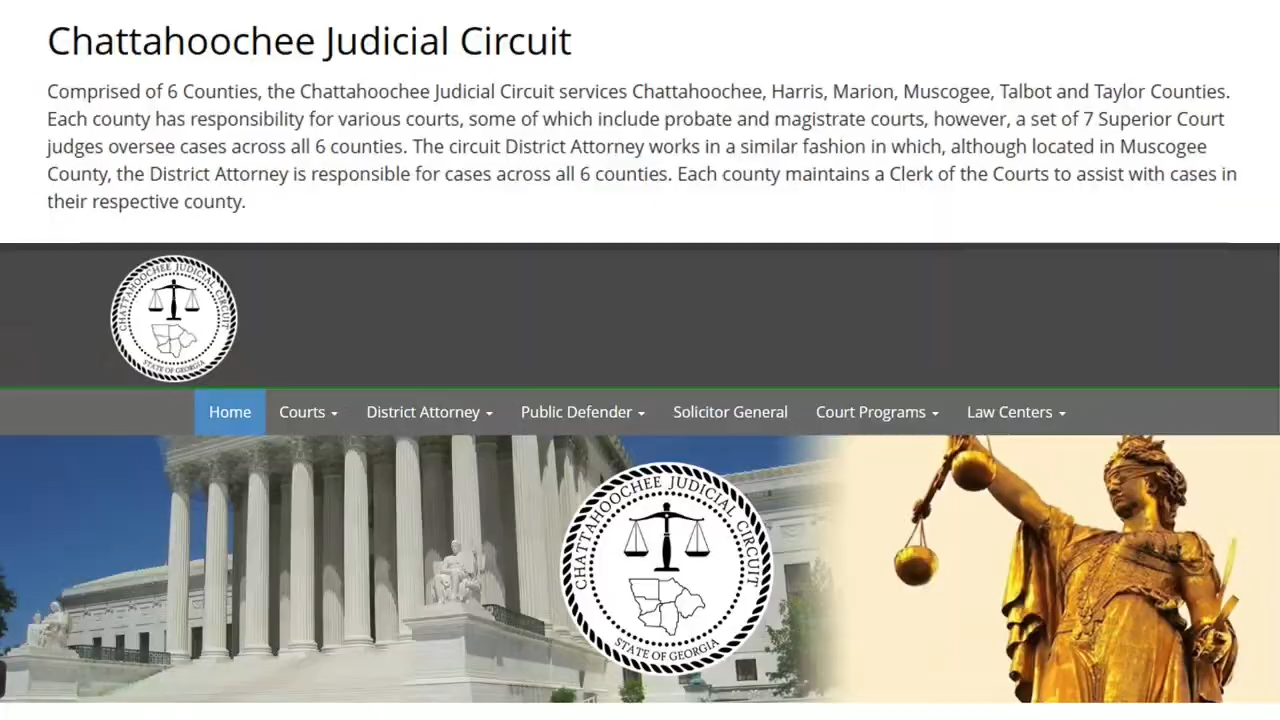 Chattahoochee Judicial Circuit
Comprised of 6 Counties, the Chattahoochee Judicial Circuit services Chattahoochee, Harris, Marion, Muscogee, Talbot and Taylor Counties.
Each county has responsibility for various courts, some of which include probate and magistrate courts, however, a set of 7 Superior Court
judges oversee cases across all 6 counties. The circuit District Attorney works in a similar fashion in which, although located in Muscogee
County, the District Attorney is responsible for cases across all 6 counties. Each county maintains a Clerk of the Courts to assist with cases in
their respective county.
CHATTAHOOCHEE JUDICIAL CIRCUIT
STATE OF GEORGIA
Home Courts District Attorney Public Defender Solicitor General Court Programs Law Centers
CHATTAHOOCHEE JUDICIAL CIRCUIT
STATE OF GEORGIA